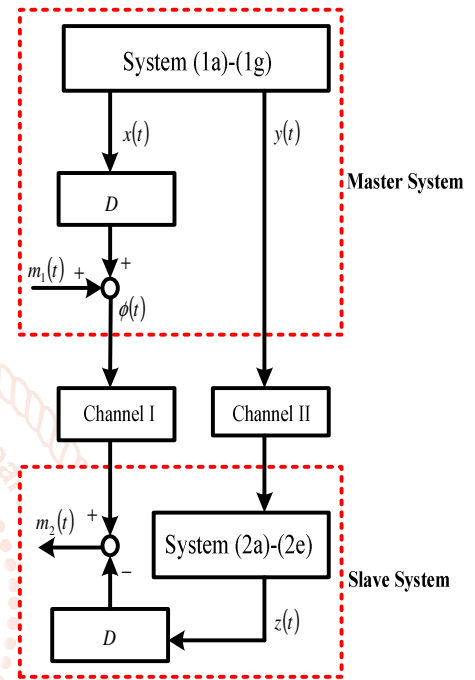 System (1a)-(1g)
x(t)
y(t)
Master System
D
+
m₁(t) +
ϕ(t)
Channel I
Channel II
+
m₂(t)
System (2a)-(2e)
−
Slave System
z(t)
D